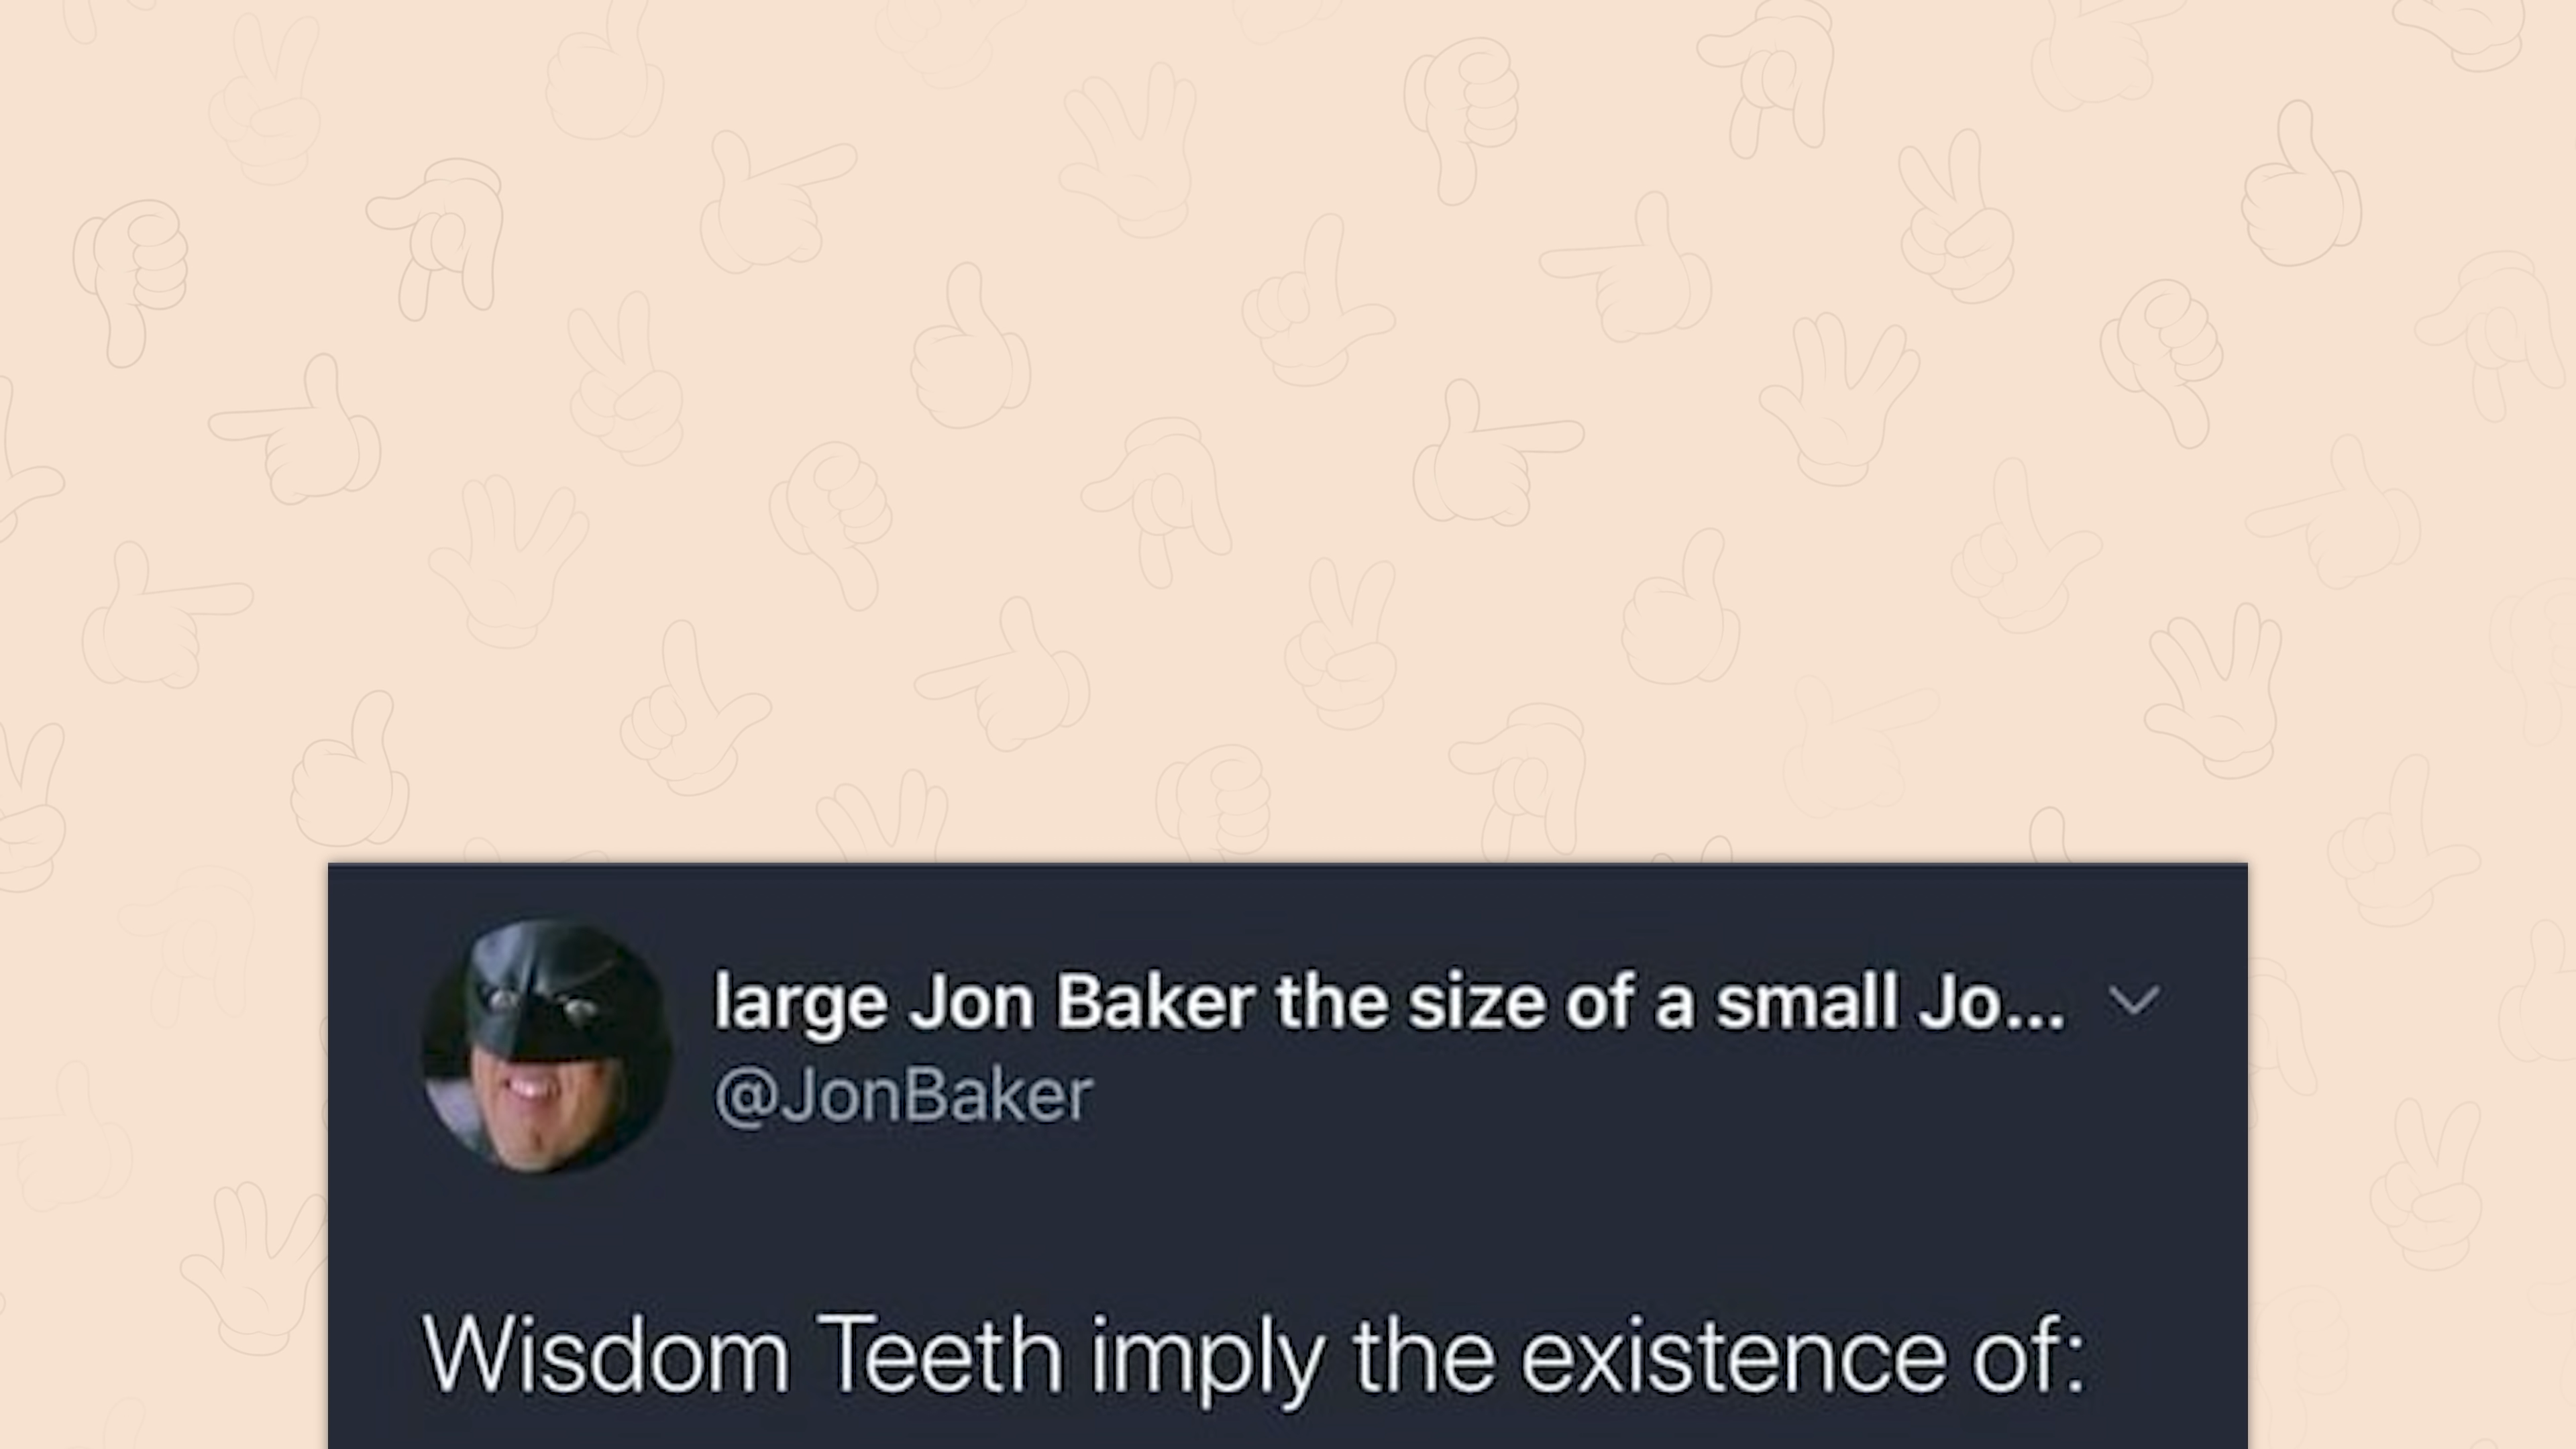 large Jon Baker the size of a small Jo...
@JonBaker
Wisdom Teeth imply the existence of: